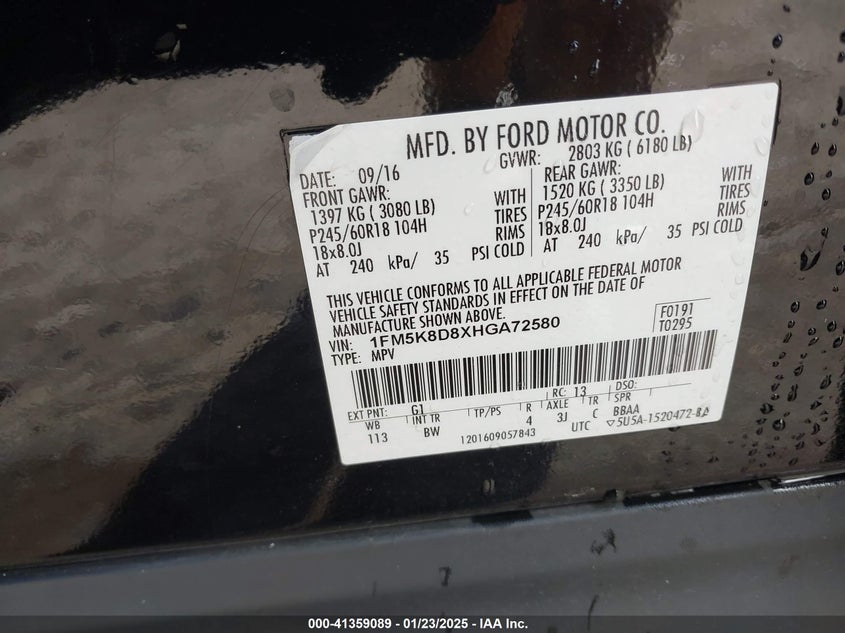 MFD. BY FORD MOTOR CO.
DATE: 09/16 GVWR: 2803 KG ( 6180 LB)
FRONT GAWR: REAR GAWR:
1397 KG ( 3080 LB) WITH 1520 KG ( 3350 LB) WITH
P245/60R18 104H TIRES P245/60R18 104H TIRES
18x8.0J RIMS 18x8.0J RIMS
AT 240 kPa/ 35 PSI COLD AT 240 kPa/ 35 PSI COLD
THIS VEHICLE CONFORMS TO ALL APPLICABLE FEDERAL MOTOR
VEHICLE SAFETY STANDARDS IN EFFECT ON THE DATE OF
MANUFACTURE SHOWN ABOVE.
VIN: 1FM5K8D8XHGA72580 F0191
TYPE: MPV T0295
EXT PNT: G1 RC: 13 DSO:
WB INT TR TP/PS R AXLE TR SPR
113 BW 4 3J C BBAA
1201609057843 UTC ▽5U5A-1520472-BA
000-41359089 - 01/23/2025 - IAA Inc.